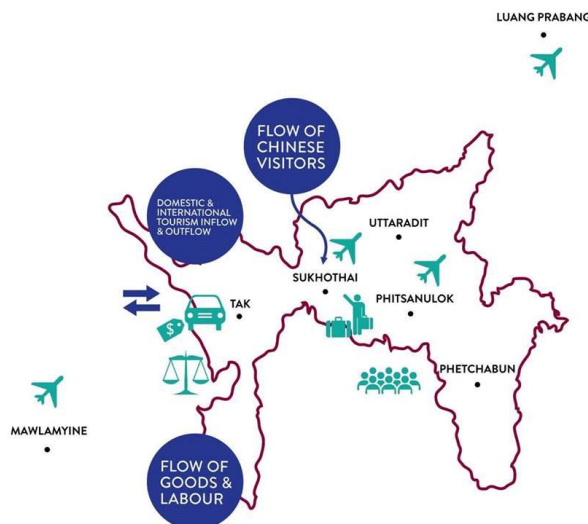 LUANG PRABANG
FLOW OF
CHINESE
VISITORS
DOMESTIC &
INTERNATIONAL
TOURISM INFLOW
& OUTFLOW
UTTARADIT
SUKHOTHAI
TAK
PHITSANULOK
$
PHETCHABUN
MAWLAMYINE
FLOW OF
GOODS &
LABOUR